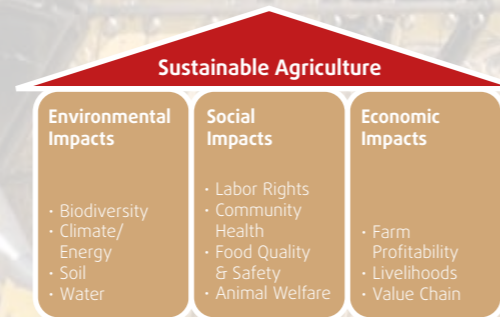 Sustainable Agriculture
Environmental
Impacts
· Biodiversity
· Climate/
Energy
· Soil
· Water
Social
Impacts
· Labor Rights
· Community
Health
· Food Quality
& Safety
· Animal Welfare
Economic
Impacts
· Farm
Profitability
· Livelihoods
· Value Chain